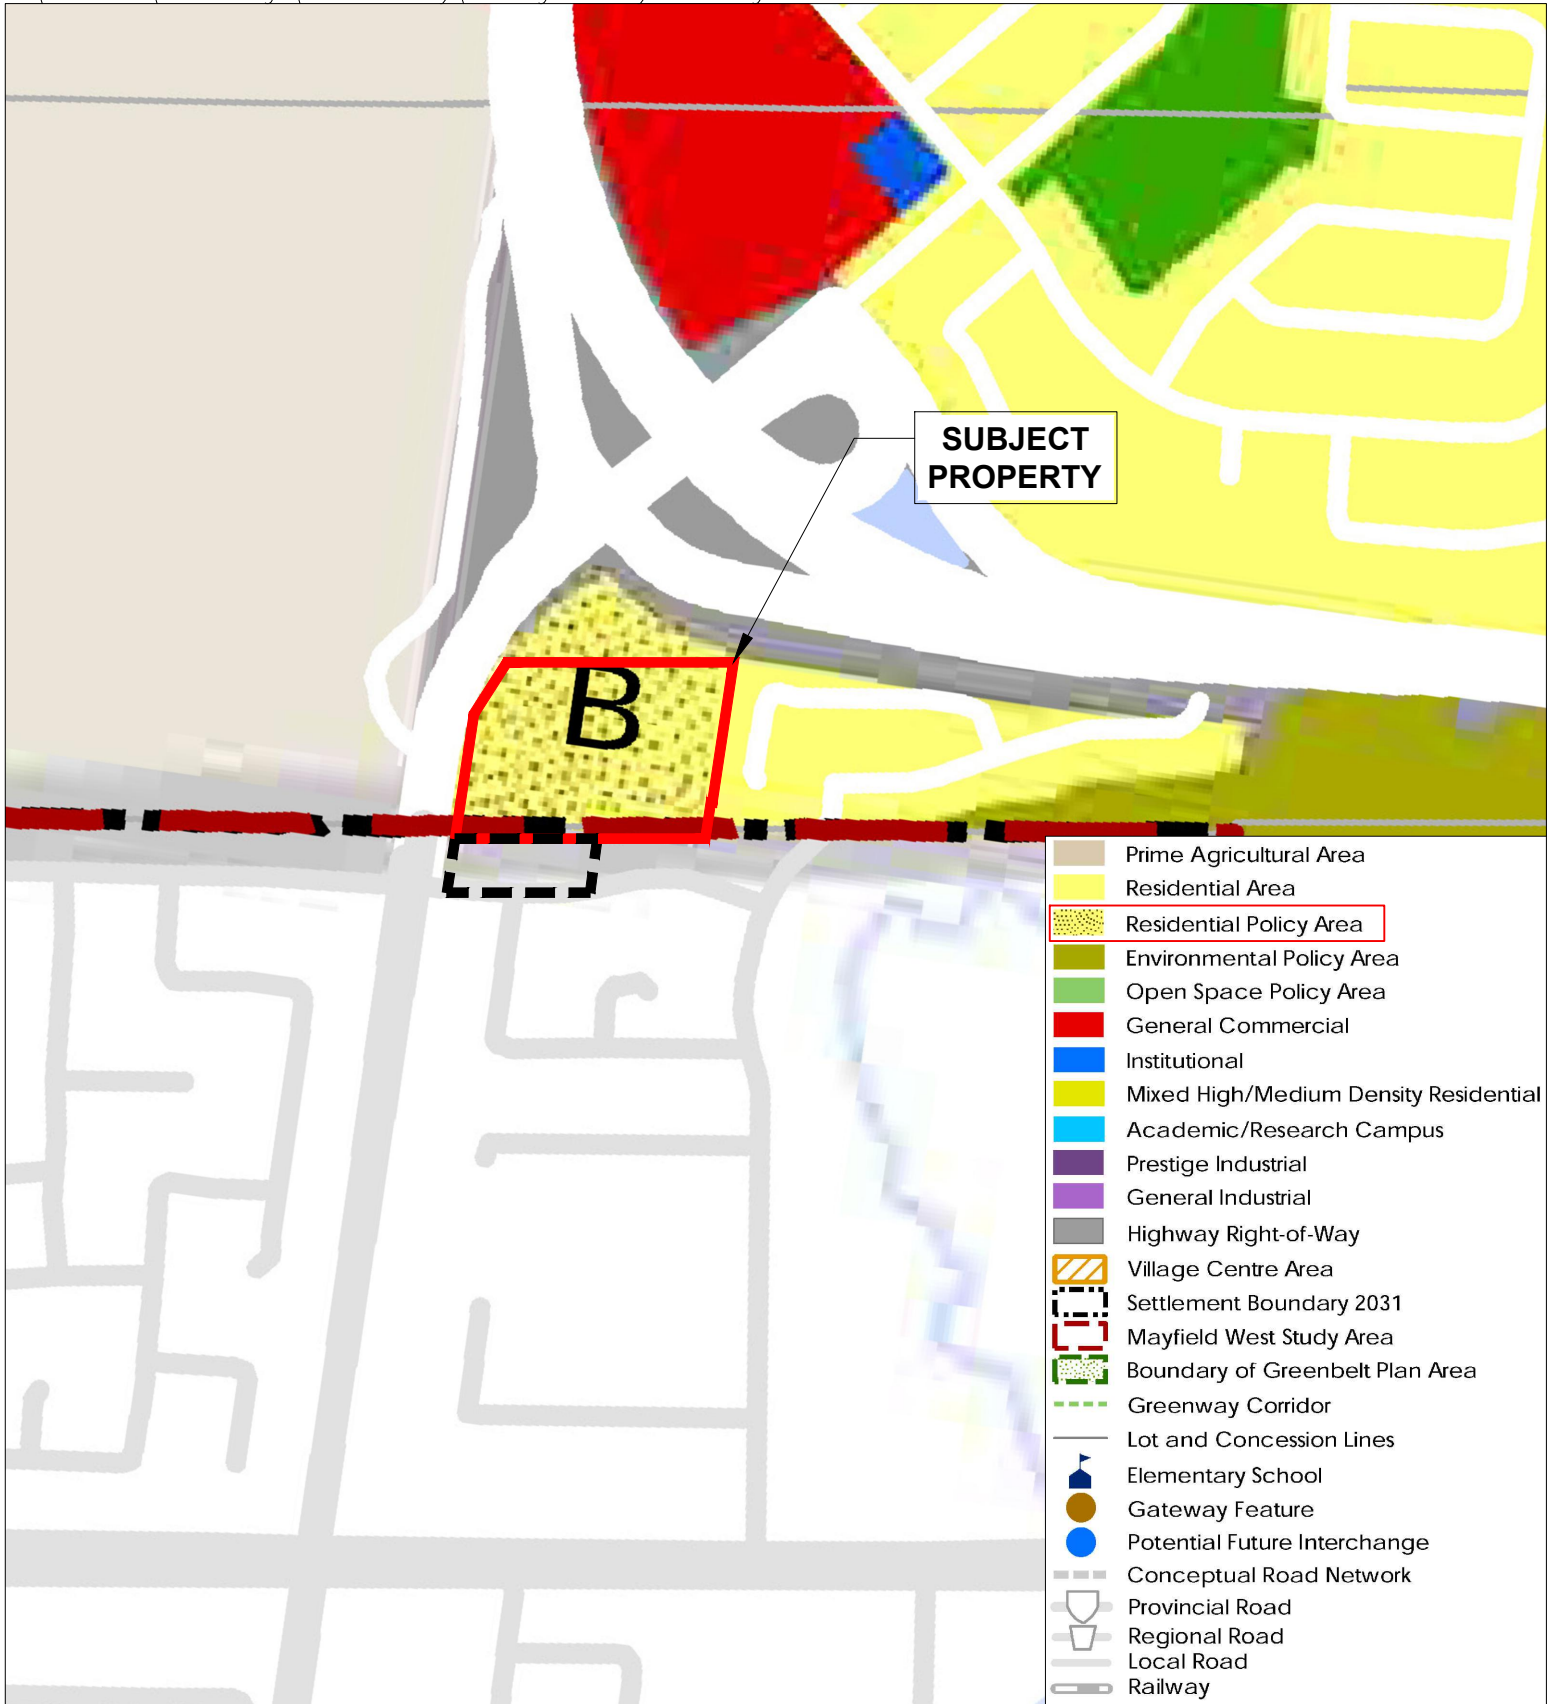 SUBJECT
PROPERTY
B
Prime Agricultural Area
Residential Area
Residential Policy Area
Environmental Policy Area
Open Space Policy Area
General Commercial
Institutional
Mixed High/Medium Density Residential
Academic/Research Campus
Prestige Industrial
General Industrial
Highway Right-of-Way
Village Centre Area
Settlement Boundary 2031
Mayfield West Study Area
Boundary of Greenbelt Plan Area
Greenway Corridor
Lot and Concession Lines
Elementary School
Gateway Feature
Potential Future Interchange
Conceptual Road Network
Provincial Road
Regional Road
Local Road
Railway